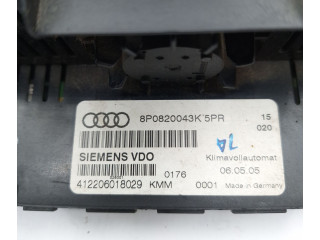 8P0820043K 5PR 15
020
SIEMENS VDO
Klimavollautomat
0176 06.05.05
412206018029 KMM 0001 Made in Germany